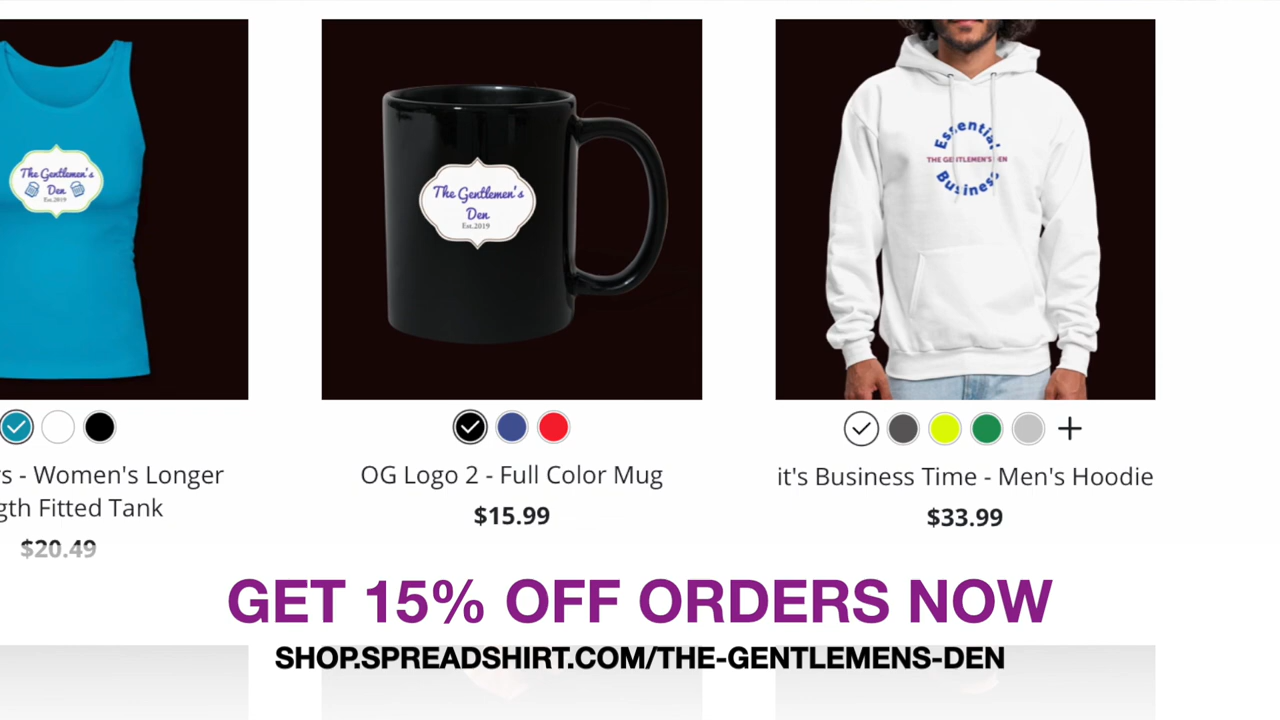 The Gentlemen's
Den
Est.2019
The Gentlemen's
Den
Est.2019
Essential
THE GENTLEMEN'S DEN
Business
s - Women's Longer
gth Fitted Tank
$20.49
OG Logo 2 - Full Color Mug
$15.99
it's Business Time - Men's Hoodie
$33.99
GET 15% OFF ORDERS NOW
SHOP.SPREADSHIRT.COM/THE-GENTLEMENS-DEN